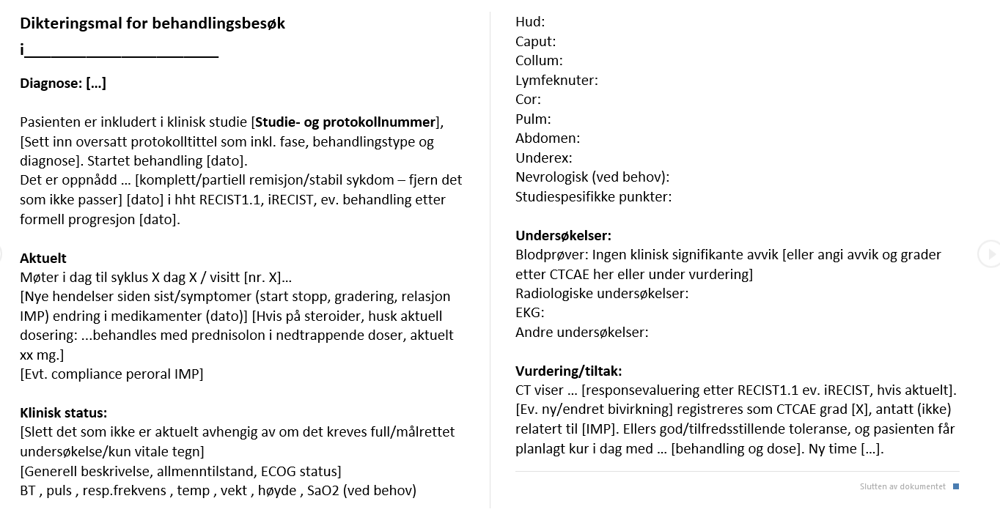 Dikteringsmal for behandlingsbesøk
i______________________
Diagnose: [...]
Pasienten er inkludert i klinisk studie [Studie- og protokollnummer],
[Sett inn oversatt protokolltittel som inkl. fase, behandlingstype og
diagnose]. Startet behandling [dato].
Det er oppnådd ... [komplett/partiell remisjon/stabil sykdom – fjern det
som ikke passer] [dato] i hht RECIST1.1, iRECIST, ev. behandling etter
formell progresjon [dato].
Aktuelt
Møter i dag til syklus X dag X / visitt [nr. X]...
[Nye hendelser siden sist/symptomer (start stopp, gradering, relasjon
IMP) endring i medikamenter (dato)] [Hvis på steroider, husk aktuell
dosering: ...behandles med prednisolon i nedtrappende doser, aktuelt
xx mg.]
[Evt. compliance peroral IMP]
Klinisk status:
[Slett det som ikke er aktuelt avhengig av om det kreves full/målrettet
undersøkelse/kun vitale tegn]
[Generell beskrivelse, allmenntilstand, ECOG status]
BT , puls , resp.frekvens , temp , vekt , høyde , SaO2 (ved behov)
Hud:
Caput:
Collum:
Lymfeknuter:
Cor:
Pulm:
Abdomen:
Underex:
Nevrologisk (ved behov):
Studiespesifikke punkter:
Undersøkelser:
Blodprøver: Ingen klinisk signifikante avvik [eller angi avvik og grader
etter CTCAE her eller under vurdering]
Radiologiske undersøkelser:
EKG:
Andre undersøkelser:
Vurdering/tiltak:
CT viser ... [responsevaluering etter RECIST1.1 ev. iRECIST, hvis aktuelt].
[Ev. ny/endret bivirkning] registreres som CTCAE grad [X], antatt (ikke)
relatert til [IMP]. Ellers god/tilfredsstillende toleranse, og pasienten får
planlagt kur i dag med ... [behandling og dose]. Ny time [...].
Slutten av dokumentet